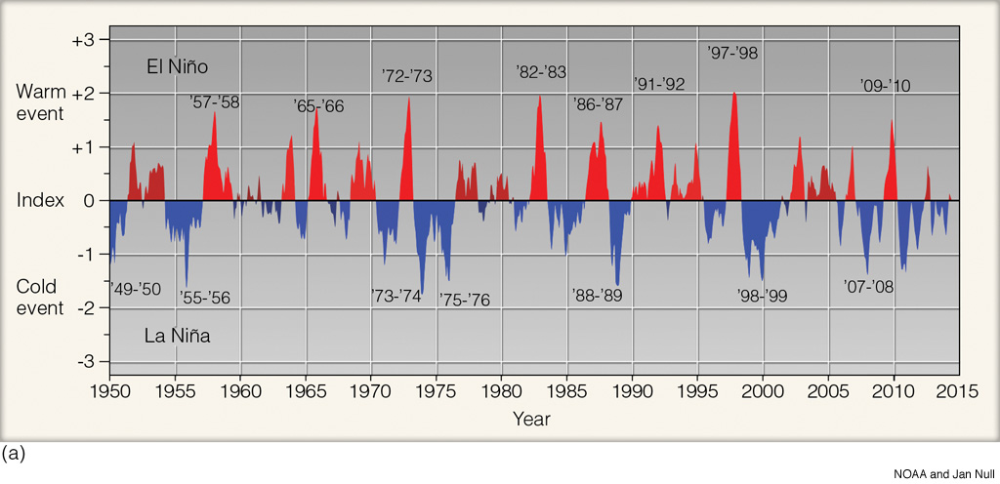 +3
El Niño
'97-'98
'72-'73
'82-'83
'91-'92
'09-'10
Warm
event
+2
'57-'58
'65-'66
'86-'87
+1
Index
0
-1
Cold
event
'49-'50
'55-'56
'73-'74
'75-'76
'88-'89
'98-'99
'07-'08
-2
La Niña
-3
1950 1955 1960 1965 1970 1975 1980 1985 1990 1995 2000 2005 2010 2015
Year
(a)
NOAA and Jan Null